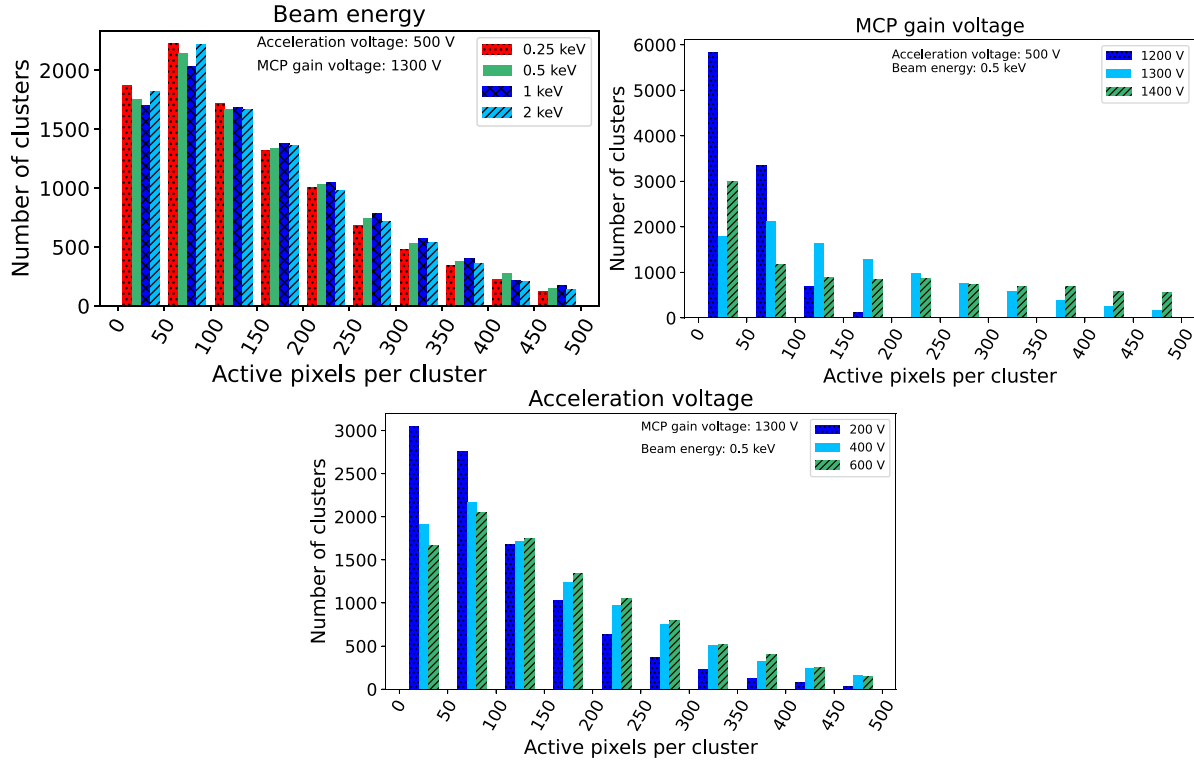 Beam energy
Acceleration voltage: 500 V
MCP gain voltage: 1300 V
0.25 keV
0.5 keV
1 keV
2 keV
Number of clusters
2000
1500
1000
500
0
0
50
100
150
200
250
300
350
400
450
500
Active pixels per cluster
MCP gain voltage
Acceleration voltage: 500 V
Beam energy: 0.5 keV
1200 V
1300 V
1400 V
Number of clusters
6000
5000
4000
3000
2000
1000
0
0
50
100
150
200
250
300
350
400
450
500
Active pixels per cluster
Acceleration voltage
MCP gain voltage: 1300 V
Beam energy: 0.5 keV
200 V
400 V
600 V
Number of clusters
3000
2500
2000
1500
1000
500
0
0
50
100
150
200
250
300
350
400
450
500
Active pixels per cluster